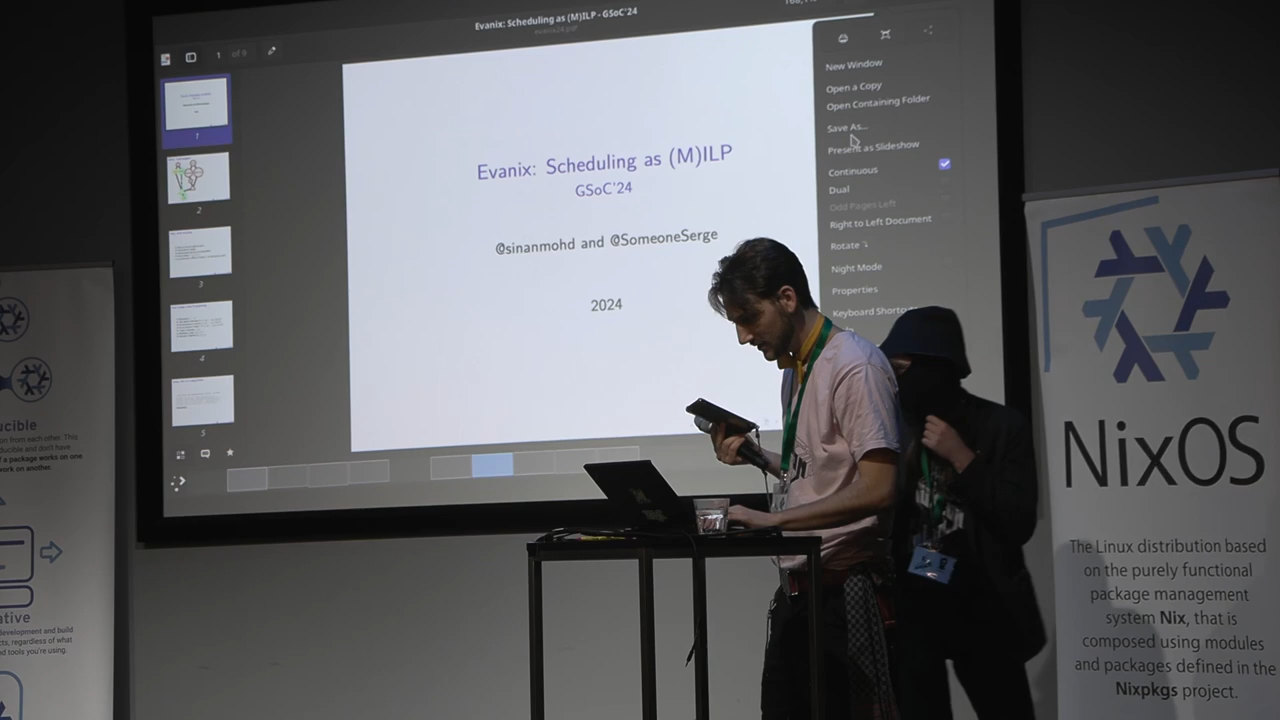 Evanix: Scheduling as (M)ILP - GSoC'24
evanix24.pdf
1 of 9
1
2
3
4
5
Evanix: Scheduling as (M)ILP
GSoC'24
@sinanmohd and @SomeoneSerge
2024
New Window
Open a Copy
Open Containing Folder
Save As...
Present as Slideshow
Continuous
Dual
Odd Pages Left
Right to Left Document
Rotate
Night Mode
Properties
Keyboard
ucible
on from each other. This
ducible and don't have
if a package works on one
work on another.
ative
development and build
cts, regardless of what
nd tools you're using.
NixOS
The Linux distribution based
on the purely functional
package management
system Nix, that is
composed using modules
and packages defined in the
Nixpkgs project.